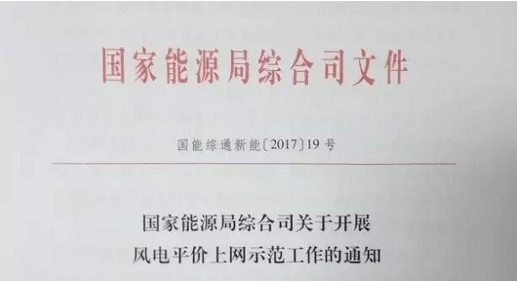 国家能源局综合司文件
国能综通新能〔2017〕19 号
国家能源局综合司关于开展
风电平价上网示范工作的通知